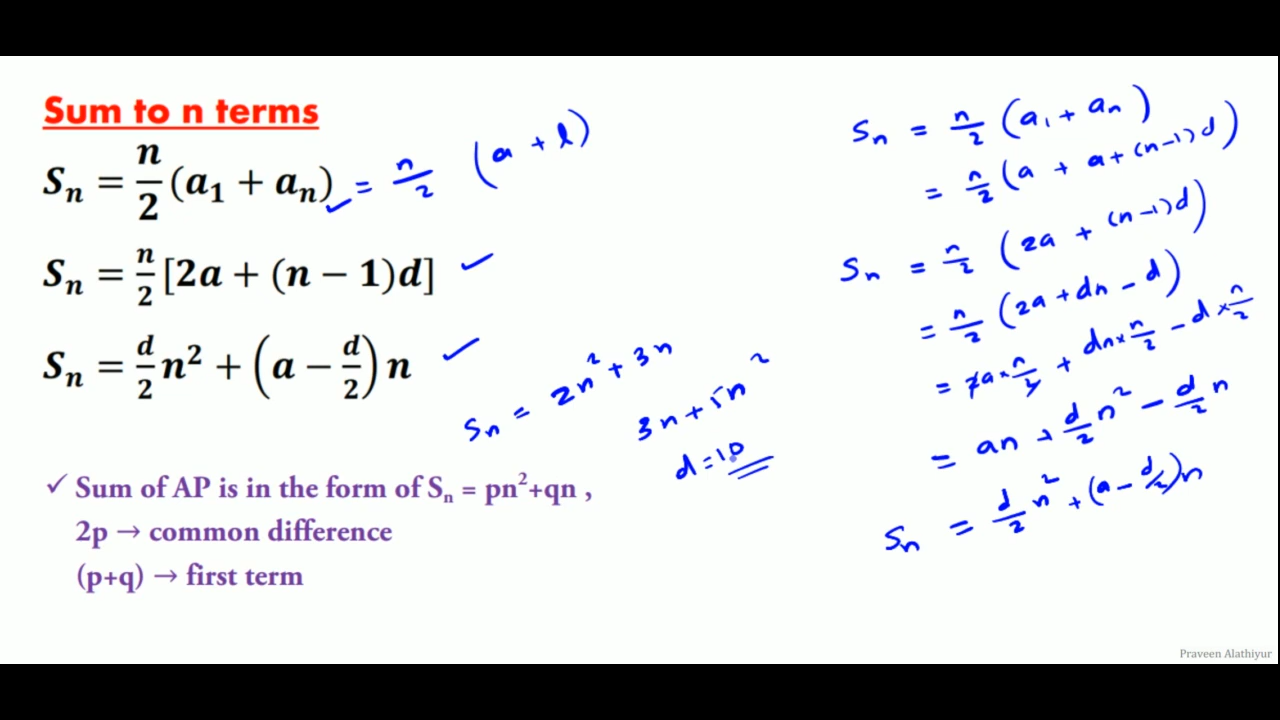 Sum to n terms
Sₙ = n/2 (a₁ + aₙ) = n/2 (a + l)
Sₙ = n/2 [2a + (n − 1)d]
Sₙ = d/2 n² + (a − d/2) n
Sₙ = 2n² + 3n
3n + 5n²
d = 10
✓ Sum of AP is in the form of Sₙ = pn²+qn ,
2p → common difference
(p+q) → first term
Sₙ = n/2 (a₁ + aₙ)
= n/2 (a + a + (n−1)d)
Sₙ = n/2 (2a + (n−1)d)
= n/2 (2a + dn − d)
= 2a × n/2 + dn × n/2 − d × n/2
= an + d/2 n² − d/2 n
Sₙ = d/2 n² + (a − d/2)n
Praveen Alathiyur